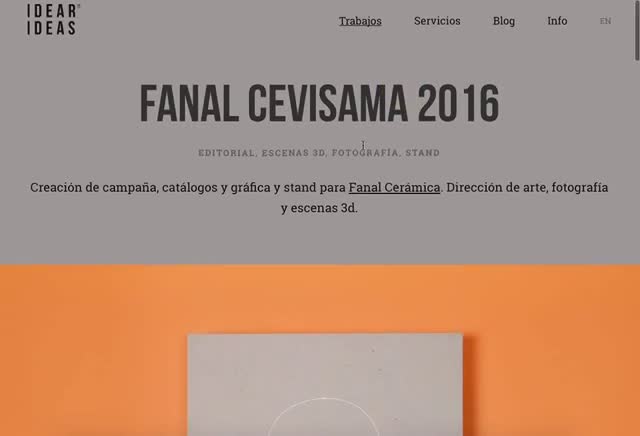 IDEAR®
IDEAS
Trabajos
Servicios
Blog
Info
EN
FANAL CEVISAMA 2016
EDITORIAL, ESCENAS 3D, FOTOGRAFÍA, STAND
Creación de campaña, catálogos y gráfica y stand para Fanal Cerámica. Dirección de arte, fotografía
y escenas 3d.